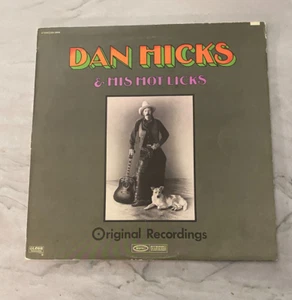 DAN HICKS
& HIS HOT LICKS
Original Recordings